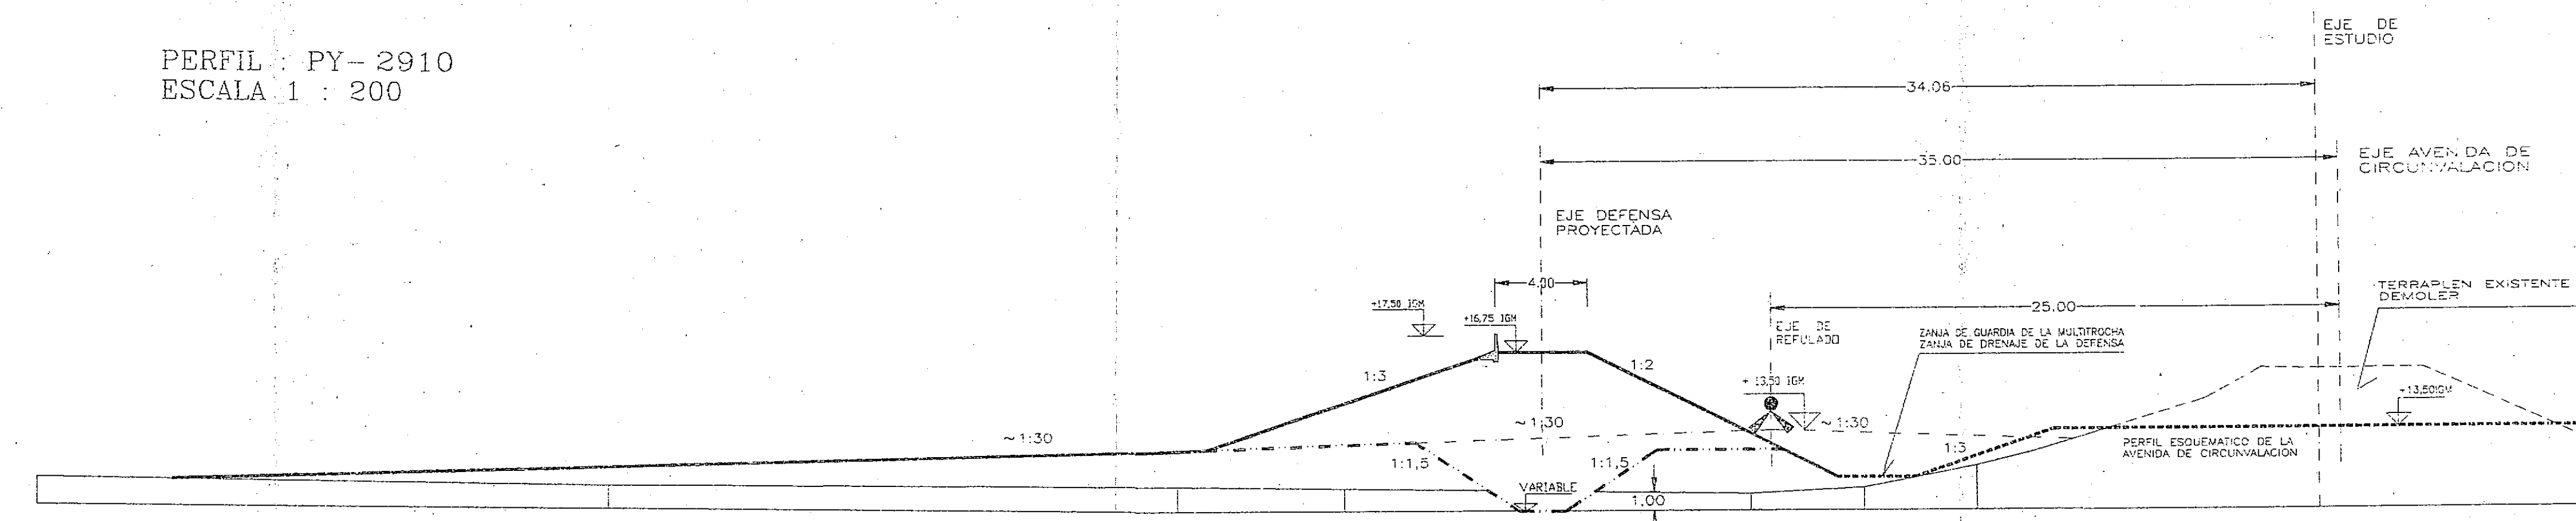 PERFIL : PY-2910
ESCALA 1 : 200
EJE DE
ESTUDIO
34.06
35.00
EJE AVENIDA DE
CIRCUNVALACION
EJE DEFENSA
PROYECTADA
4,00
+17,50 IGM
+16,75 IGM
25.00
EJE DE
REFULADO
ZANJA DE GUARDIA DE LA MULTITROCHA
ZANJA DE DRENAJE DE LA DEFENSA
TERRAPLEN EXISTENTE
DEMOLER
1:3
1:2
+ 13,50 IGM
+13,50IGM
~1:30
~1:30
~1:30
1:3
PERFIL ESQUEMATICO DE LA
AVENIDA DE CIRCUNVALACION
1:1,5
1:1,5
VARIABLE
1,00